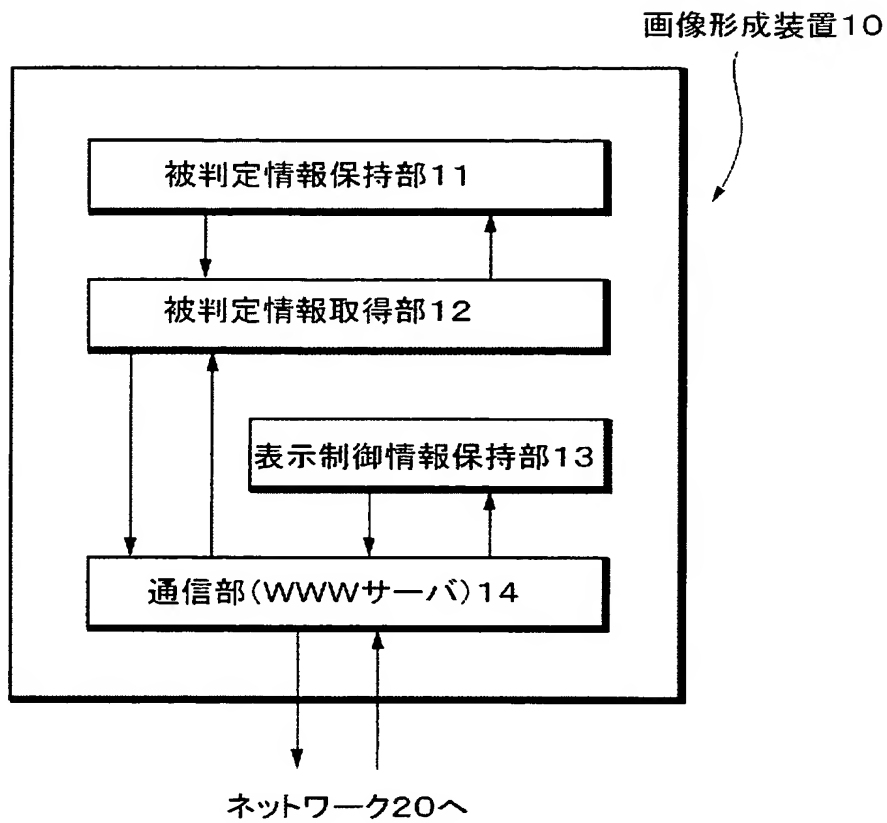 画像形成装置10
被判定情報保持部11
被判定情報取得部12
表示制御情報保持部13
通信部(WWWサーバ)14
ネットワーク20へ